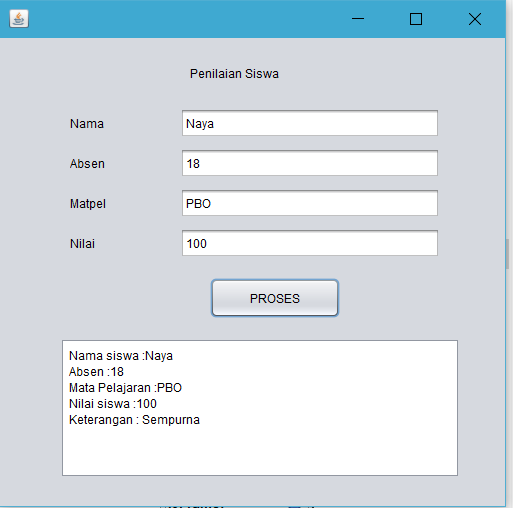 Penilaian Siswa
Nama Naya
Absen 18
Matpel PBO
Nilai 100
PROSES
Nama siswa :Naya
Absen :18
Mata Pelajaran :PBO
Nilai siswa :100
Keterangan : Sempurna